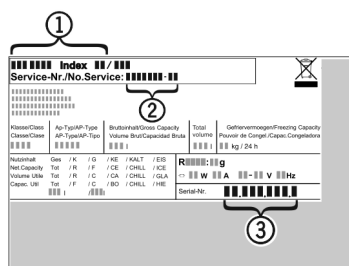 1
Index /
Service-Nr./No.Service: -
2
Klasse/Class Ap-Typ/AP-Type Bruttoinhalt/Gross Capacity Total Gefriervermoegen/Freezing Capacity
Classe/Clase AP-Type/AP-Tipo Volume Brut/Capacidad Bruta volume Pouvoir de Congel./Capac.Congeladora
l l kg / 24 h
Nutzinhalt Ges / K / G / KE / KALT / EIS
Net.Capacity Tot / R / F / CE / CHILL / ICE
Volume Utile Tot / R / C / CA / CHILL / GLA
Capac. Util Tot / F / C / BO / CHILL / HIE
l / l
R : g
W A - V Hz
Serial-Nr. . . .
3